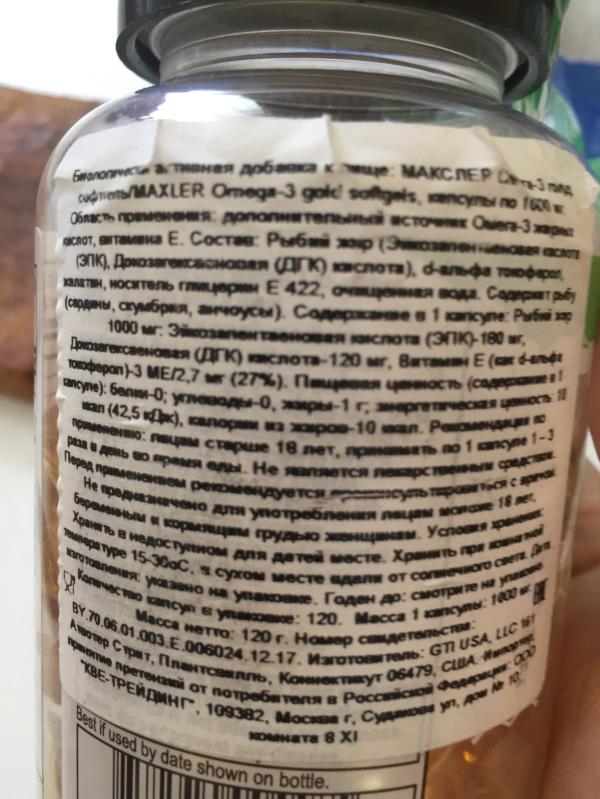 Биологически активная добавка к пище: МАКСЛЕР Омега-3 голд
софтгель/MAXLER Omega-3 gold softgels, капсулы по 1600 мг.
Область применения: дополнительный источник Омега-3 жирных
кислот, витамина Е. Состав: Рыбий жир (Эйкозапентаеновая кислота
(ЭПК), Докозагексаеновая (ДГК) кислота), d-альфа токоферол,
желатин, носитель глицерин Е 422, очищенная вода. Содержит рыбу
(сардины, скумбрия, анчоусы). Содержание в 1 капсуле: Рыбий жир
1000 мг: Эйкозапентаеновая кислота (ЭПК)-180 мг,
Докозагексаеновая (ДГК) кислота-120 мг, Витамин Е (как d-альфа
токоферол)-3 МЕ/2,7 мг (27%). Пищевая ценность (содержание в 1
капсуле): белки-0; углеводы-0, жиры-1 г; энергетическая ценность: 10
ккал (42,5 кДж), калории из жиров-10 ккал. Рекомендации по
применению: лицам старше 18 лет, принимать по 1 капсуле 1-3
раза в день во время еды. Не является лекарственным средством.
Перед применением рекомендуется проконсультироваться с врачом.
Не предназначено для употребления лицам моложе 18 лет,
беременным и кормящим грудью женщинам. Условия хранения:
Хранить в недоступном для детей месте. Хранить при комнатной
температуре 15-30оС, в сухом месте вдали от солнечного света. Дата
изготовления: указано на упаковке. Годен до: смотрите на упаковке.
Количество капсул в упаковке: 120. Масса 1 капсулы: 1000 мг
Масса нетто: 120 г. Номер свидетельства:
BY.70.06.01.003.E.006024.12.17. Изготовитель: GTI USA, LLC 161
Атвотер Стрит, Плантсвилль, Коннектикут 06479, США. Импортер,
принятие претензий от потребителя в Российской Федерации: ООО
"КВЕ-ТРЕЙДИНГ", 109382, Москва г, Судакова ул, дом № 10,
комната 8 XI
Best if used by date shown on bottle.